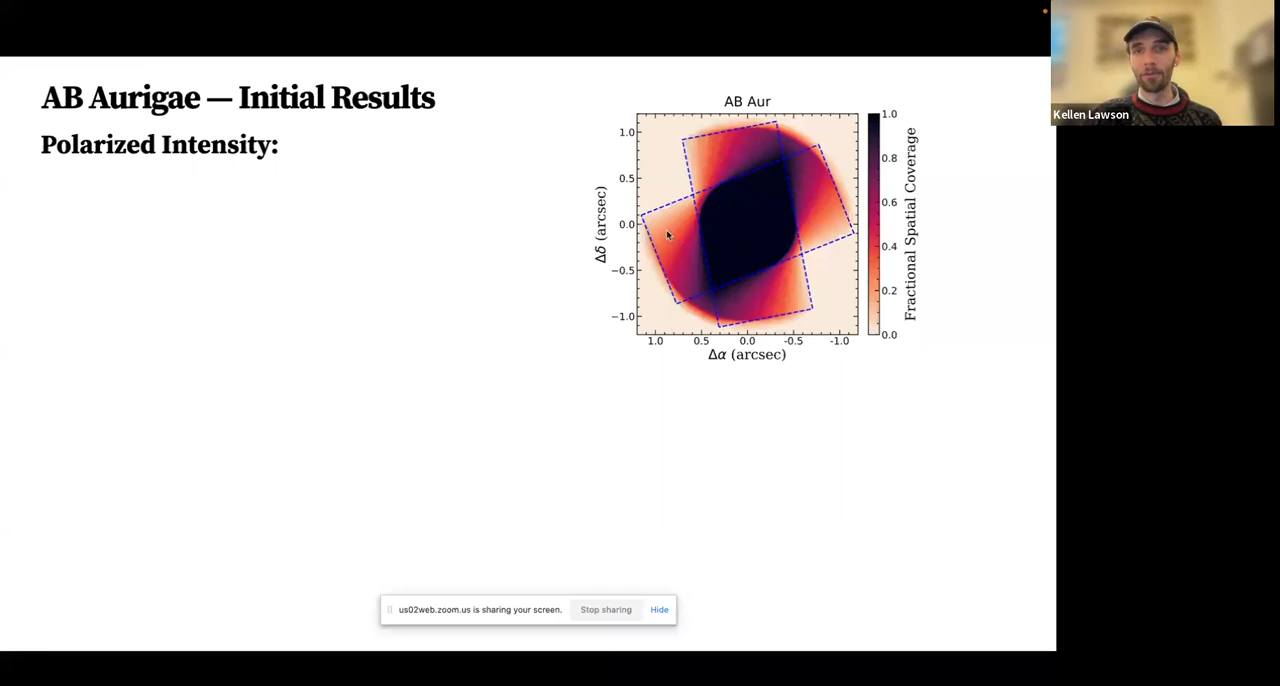 AB Aurigae — Initial Results
Polarized Intensity:
AB Aur
1.0
0.5
0.0
−0.5
−1.0
Δδ (arcsec)
1.0 0.5 0.0 -0.5 -1.0
Δα (arcsec)
1.0
0.8
0.6
0.4
0.2
0.0
Fractional Spatial Coverage
Kellen Lawson
us02web.zoom.us is sharing your screen. Stop sharing Hide